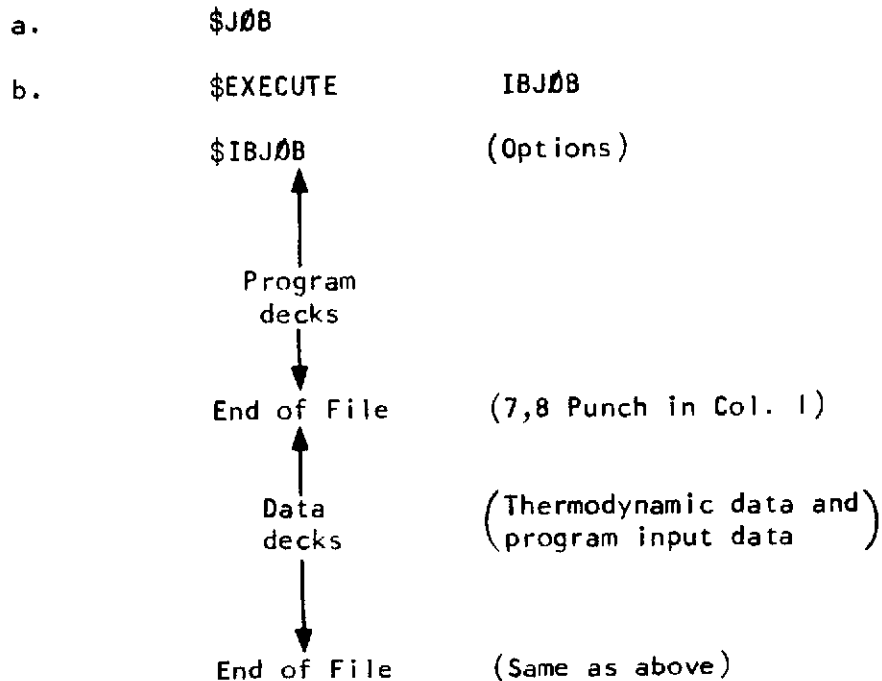 a. $JØB
b. $EXECUTE IBJØB
$IBJØB (Options)
Program
decks
End of File (7,8 Punch in Col. 1)
Data (Thermodynamic data and
decks program input data)
End of File (Same as above)